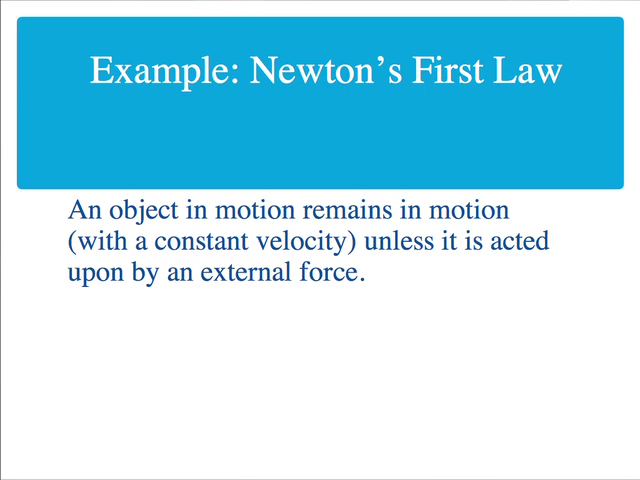 Example: Newton’s First Law
An object in motion remains in motion
(with a constant velocity) unless it is acted
upon by an external force.